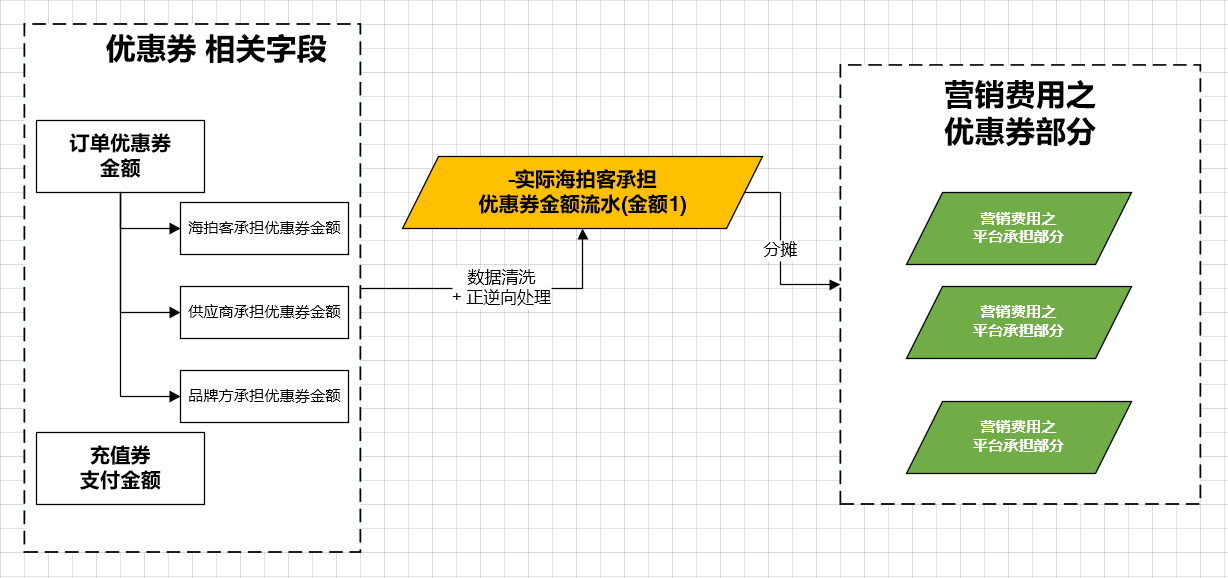 优惠券 相关字段
订单优惠券
金额
海拍客承担优惠券金额
供应商承担优惠券金额
品牌方承担优惠券金额
充值券
支付金额
数据清洗
+ 正逆向处理
-实际海拍客承担
优惠券金额流水(金额1)
分摊
营销费用之
优惠券部分
营销费用之
平台承担部分
营销费用之
平台承担部分
营销费用之
平台承担部分